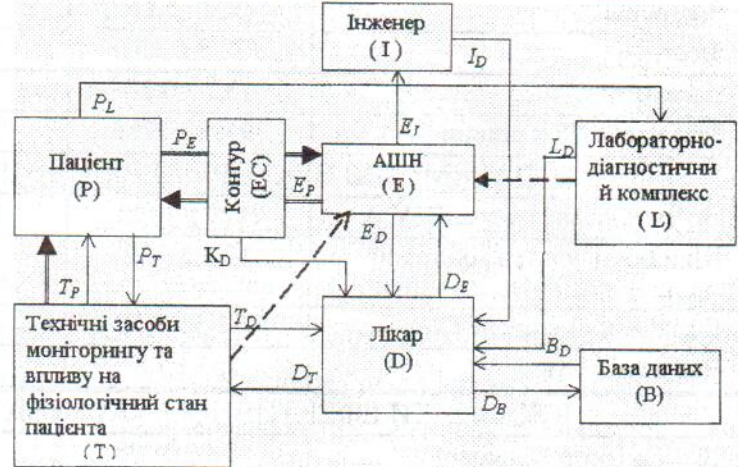 Інженер
( I )
I_D
P_L
Пацієнт
(P)
P_E
Контур
(EC)
E_P
E_I
АШН
(E)
L_D
Лабораторно-
діагностични
й комплекс
( L)
T_P
P_T
K_D
E_D
D_E
Технічні засоби
моніторингу та
впливу на
фізіологічний стан
пацієнта
( T )
T_D
D_T
Лікар
(D)
B_D
D_B
База даних
(B)